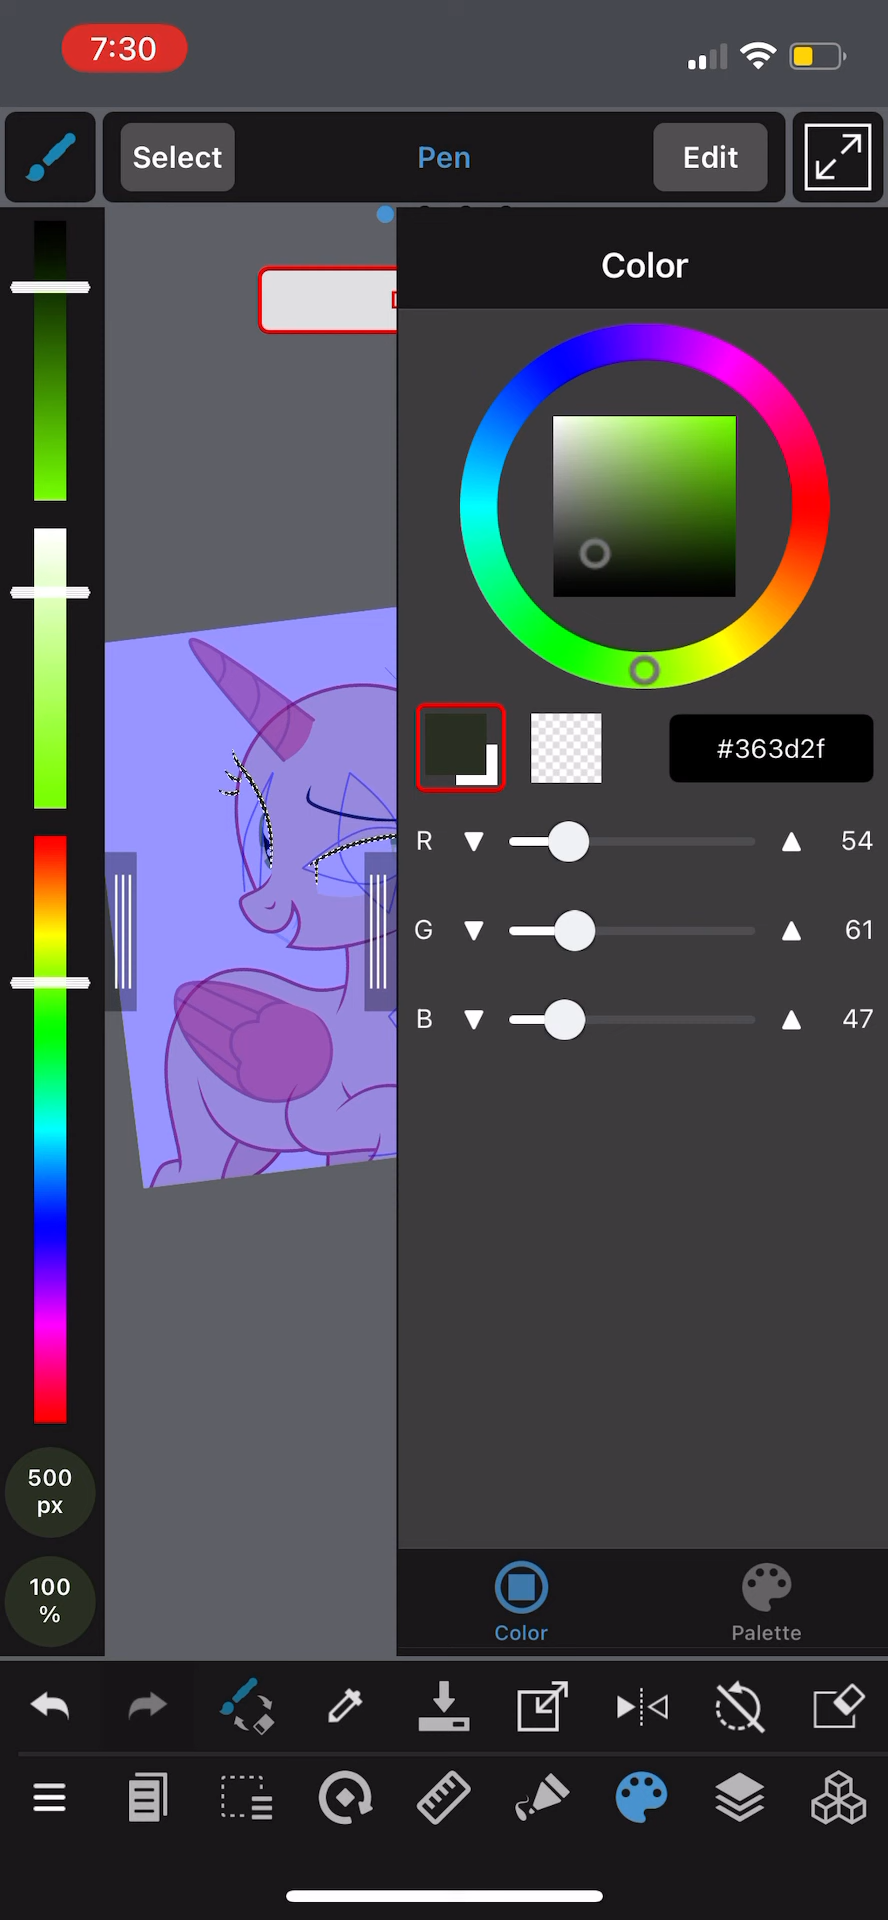 7:30
Select
Pen
Edit
Color
#363d2f
R
54
G
61
B
47
500
px
100
%
Color
Palette